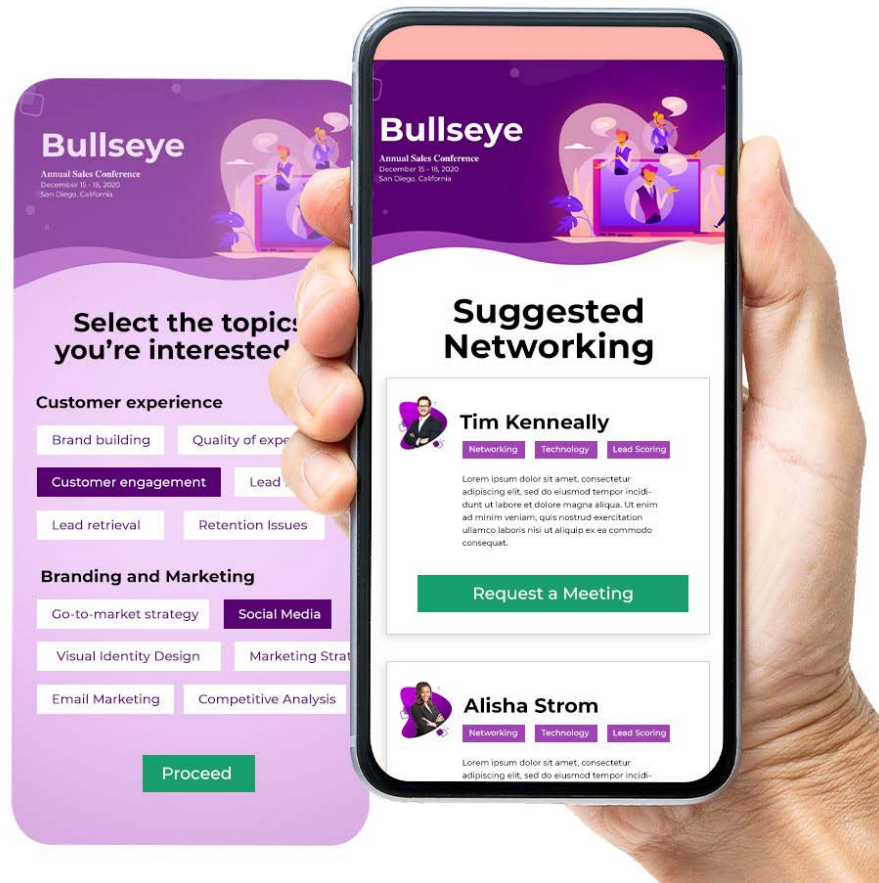 Bullseye
Annual Sales Conference
December 15 - 18, 2020
San Diego, California
Select the topics
you're interested
Customer experience
Brand building
Quality of expe
Customer engagement
Lead
Lead retrieval
Retention Issues
Branding and Marketing
Go-to-market strategy
Social Media
Visual Identity Design
Marketing Strat
Email Marketing
Competitive Analysis
Proceed
Bullseye
Annual Sales Conference
December 15 - 18, 2020
San Diego, California
Suggested
Networking
Tim Kenneally
Networking
Technology
Lead Scoring
Lorem ipsum dolor sit amet, consectetur
adipiscing elit, sed do eiusmod tempor incidi-
dunt ut labore et dolore magna aliqua. Ut enim
ad minim veniam, quis nostrud exercitation
ullamco laboris nisi ut aliquip ex ea commodo
consequat.
Request a Meeting
Alisha Strom
Networking
Technology
Lead Scoring
Lorem ipsum dolor sit amet, consectetur
adipiscing elit, sed do eiusmod tempor incidi-